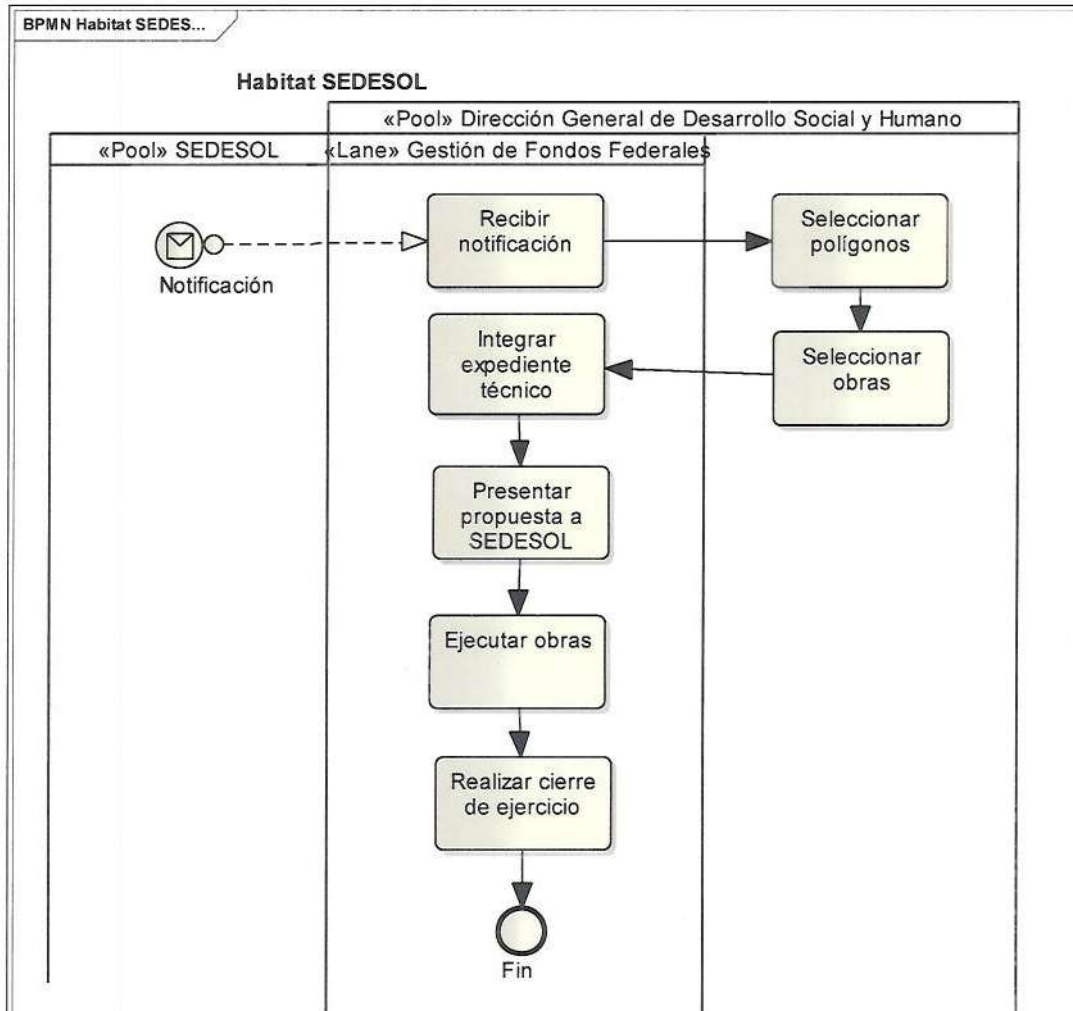 BPMN Habitat SEDES...
Habitat SEDESOL
«Pool» Dirección General de Desarrollo Social y Humano
«Pool» SEDESOL
«Lane» Gestión de Fondos Federales
Recibir
notificación
Seleccionar
polígonos
Notificación
Integrar
expediente
técnico
Seleccionar
obras
Presentar
propuesta a
SEDESOL
Ejecutar obras
Realizar cierre
de ejercicio
Fin